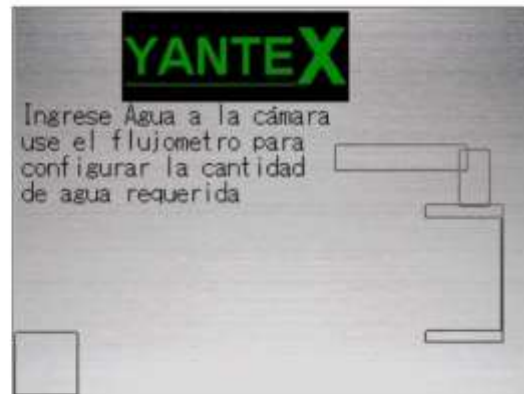 YANTEX
Ingrese Agua a la cámara
use el flujometro para
configurar la cantidad
de agua requerida